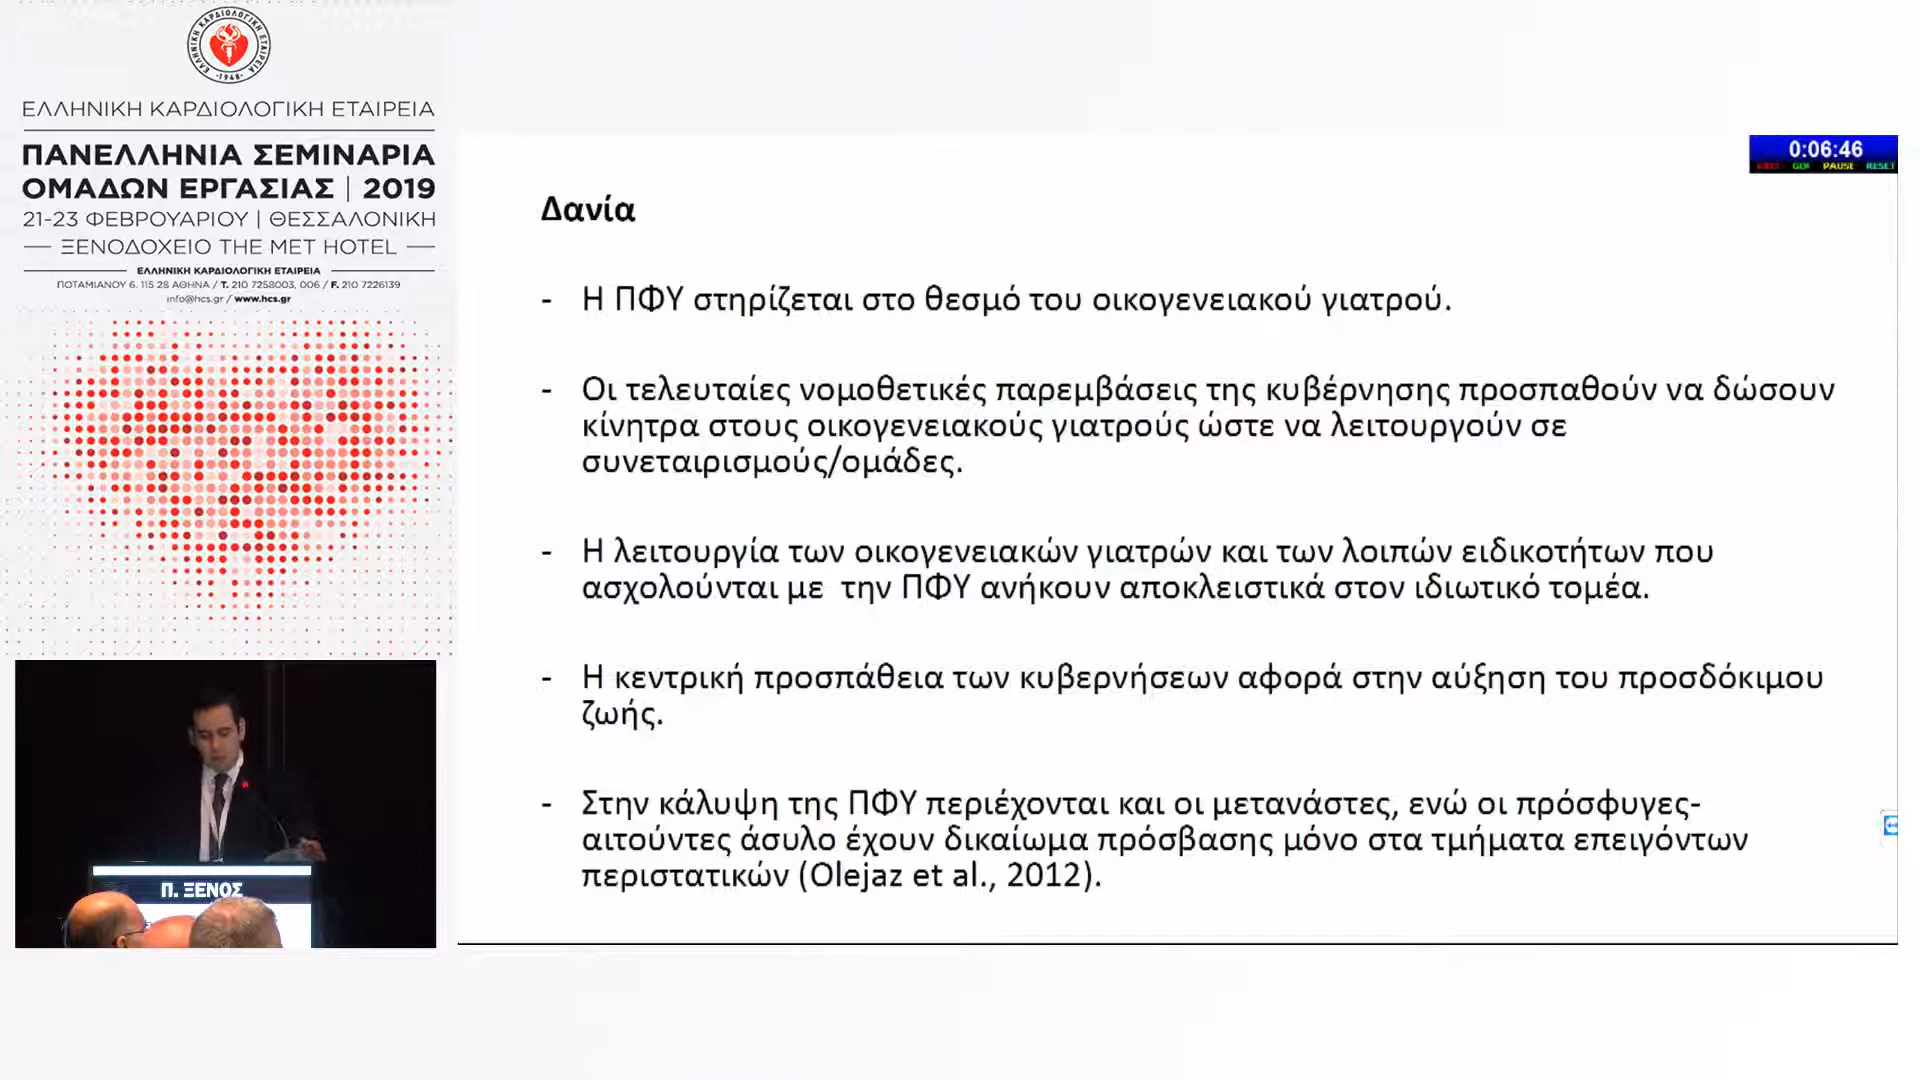 ΕΛΛΗΝΙΚΗ ΚΑΡΔΙΟΛΟΓΙΚΗ ΕΤΑΙΡΕΙΑ
-1948-
ΕΛΛΗΝΙΚΗ ΚΑΡΔΙΟΛΟΓΙΚΗ ΕΤΑΙΡΕΙΑ
ΠΑΝΕΛΛΗΝΙΑ ΣΕΜΙΝΑΡΙΑ
ΟΜΑΔΩΝ ΕΡΓΑΣΙΑΣ | 2019
21-23 ΦΕΒΡΟΥΑΡΙΟΥ | ΘΕΣΣΑΛΟΝΙΚΗ
ΞΕΝΟΔΟΧΕΙΟ THE MET HOTEL
ΕΛΛΗΝΙΚΗ ΚΑΡΔΙΟΛΟΓΙΚΗ ΕΤΑΙΡΕΙΑ
ΠΟΤΑΜΙΑΝΟΥ 6, 115 28 ΑΘΗΝΑ / T. 210 7258003, 006 / F. 210 7226139
info@hcs.gr / www.hcs.gr
Π. ΞΕΝΟΣ
0:06:46
EXIT GO! PAUSE RESET
Δανία
- Η ΠΦΥ στηρίζεται στο θεσμό του οικογενειακού γιατρού.
- Οι τελευταίες νομοθετικές παρεμβάσεις της κυβέρνησης προσπαθούν να δώσουν
κίνητρα στους οικογενειακούς γιατρούς ώστε να λειτουργούν σε
συνεταιρισμούς/ομάδες.
- Η λειτουργία των οικογενειακών γιατρών και των λοιπών ειδικοτήτων που
ασχολούνται με την ΠΦΥ ανήκουν αποκλειστικά στον ιδιωτικό τομέα.
- Η κεντρική προσπάθεια των κυβερνήσεων αφορά στην αύξηση του προσδόκιμου
ζωής.
- Στην κάλυψη της ΠΦΥ περιέχονται και οι μετανάστες, ενώ οι πρόσφυγες-
αιτούντες άσυλο έχουν δικαίωμα πρόσβασης μόνο στα τμήματα επειγόντων
περιστατικών (Olejaz et al., 2012).